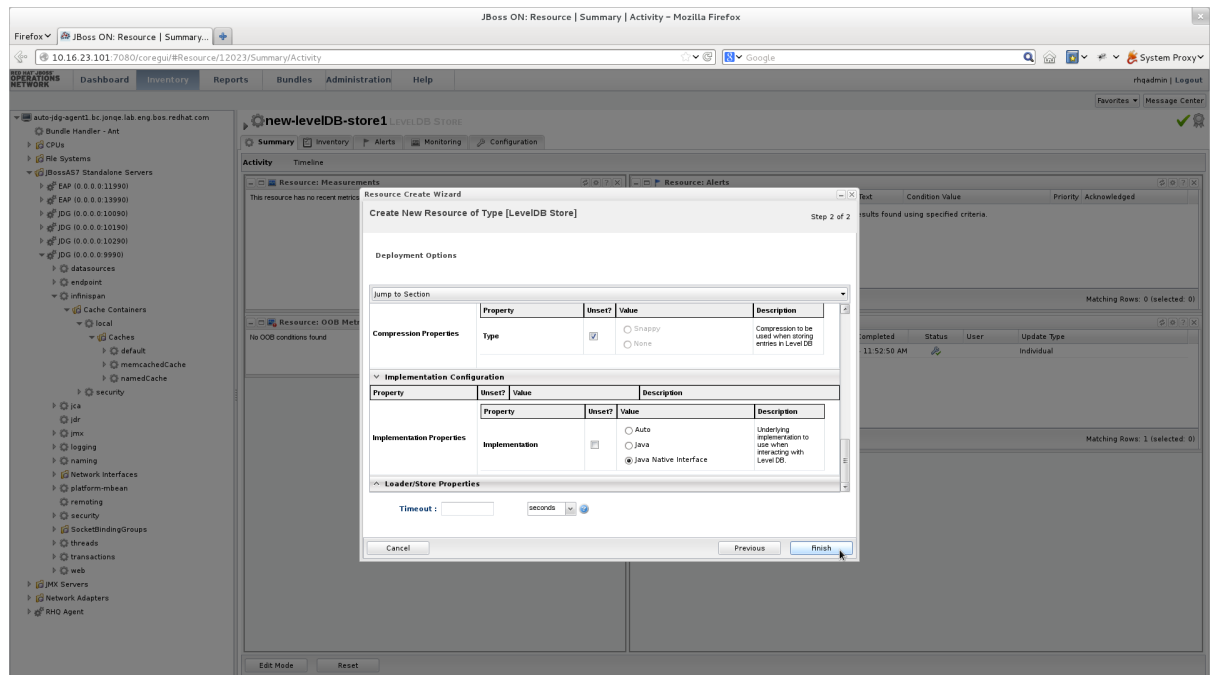 JBoss ON: Resource | Summary | Activity - Mozilla Firefox
Firefox
JBoss ON: Resource | Summary...
10.16.23.101:7080/coregui/#Resource/12023/Summary/Activity
Google
System Proxy
RED HAT JBOSS
OPERATIONS
NETWORK
Dashboard Inventory Reports Bundles Administration Help
rhqadmin | Logout
Favorites Message Center
auto-jdg-agent1.bc.jonqe.lab.eng.bos.redhat.com
Bundle Handler - Ant
CPUs
File Systems
JBossAS7 Standalone Servers
EAP (0.0.0.0:11990)
EAP (0.0.0.0:13990)
JDG (0.0.0.0:10090)
JDG (0.0.0.0:10190)
JDG (0.0.0.0:10290)
JDG (0.0.0.0:9990)
datasources
endpoint
infinispan
Cache Containers
local
Caches
default
memcachedCache
namedCache
security
jca
jdr
jmx
logging
naming
Network Interfaces
platform-mbean
remoting
security
SocketBindingGroups
threads
transactions
web
JMX Servers
Network Adapters
RHQ Agent
new-levelDB-store1 LEVELDB STORE
Summary Inventory Alerts Monitoring Configuration
Activity Timeline
Resource: Measurements
This resource has no recent metrics
Resource: OOB Metr
No OOB conditions found
Resource: Alerts
Text Condition Value Priority Acknowledged
esults found using specified criteria.
Matching Rows: 0 (selected: 0)
ompleted Status User Update Type
11:52:50 AM Individual
Matching Rows: 1 (selected: 0)
Edit Mode Reset
Resource Create Wizard
Create New Resource of Type [LevelDB Store]
Step 2 of 2
Deployment Options
Jump to Section
Property Unset? Value Description
Compression Properties
Type
Snappy
None
Compression to be
used when storing
entries in Level DB
Implementation Configuration
Property Unset? Value Description
Property Unset? Value Description
Implementation Properties
Implementation
Auto
Java
Java Native Interface
Underlying
implementation to
use when
interacting with
Level DB.
Loader/Store Properties
Timeout :
seconds
Cancel Previous Finish